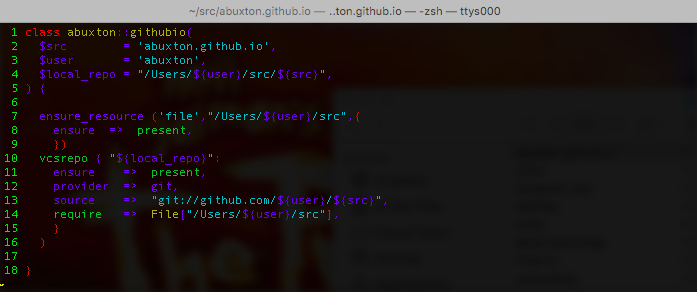 ~/src/abuxton.github.io — ..ton.github.io — -zsh — ttys000
1 class abuxton::githubio(
2   $src        = 'abuxton.github.io',
3   $user       = 'abuxton',
4   $local_repo = "/Users/${user}/src/${src}",
5 ) {
6
7   ensure_resource ('file',"/Users/${user}/src",{
8     ensure  =>  present,
9     })
10   vcsrepo { "${local_repo}":
11     ensure    =>  present,
12     provider  =>  git,
13     source    =>  "git://github.com/${user}/${src}",
14     require   =>  File["/Users/${user}/src"],
15     }
16   )
17
18 }
~